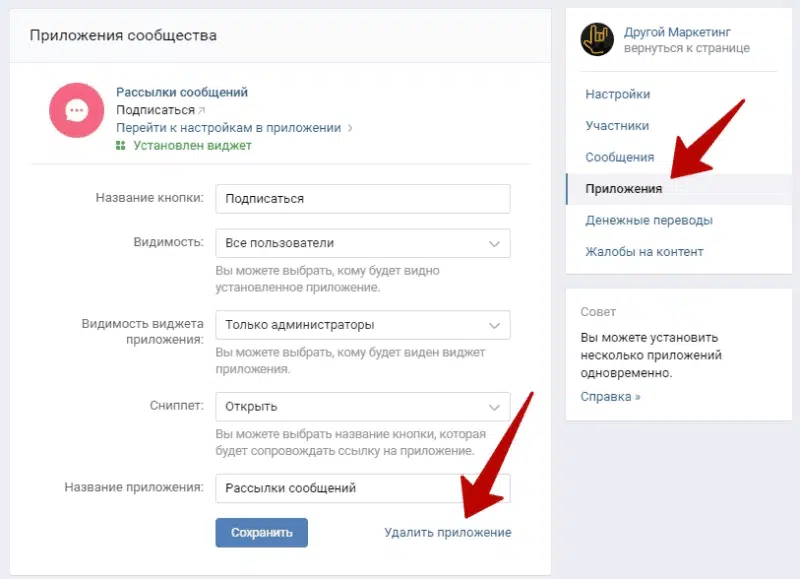 Приложения сообщества
Рассылки сообщений
Подписаться
Перейти к настройкам в приложении
Установлен виджет
Название кнопки:
Подписаться
Видимость:
Все пользователи
Вы можете выбрать, кому будет видно
установленное приложение.
Видимость виджета
приложения:
Только администраторы
Вы можете выбрать, кому будет виден виджет
приложения.
Сниппет:
Открыть
Вы можете выбрать название кнопки, которая
будет сопровождать ссылку на приложение.
Название приложения:
Рассылки сообщений
Сохранить
Удалить приложение
Другой Маркетинг
вернуться к странице
Настройки
Участники
Сообщения
Приложения
Денежные переводы
Жалобы на контент
Совет
Вы можете установить
несколько приложений
одновременно.
Справка »